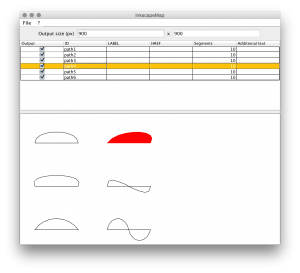 InkscapeMap
File ?
Output size (px) 900 x 900
Output ID LABEL HREF Segments Additional text
path1 10
path2 10
path3 10
path4 10
path5 10
path6 10